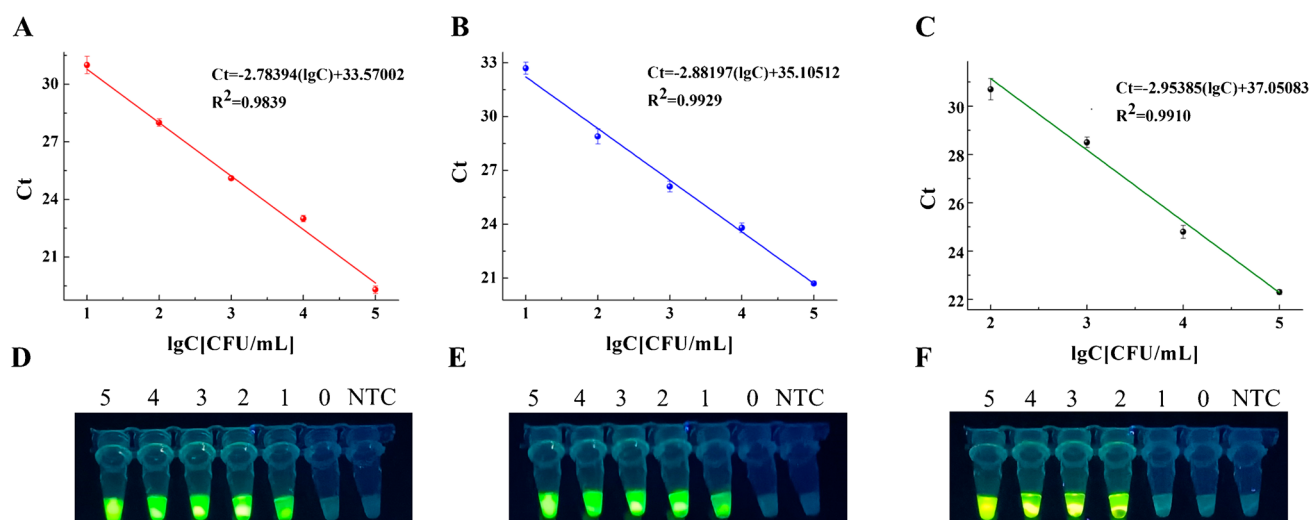 A
Ct=-2.78394(lgC)+33.57002
R²=0.9839
30
27
24
21
Ct
1 2 3 4 5
lgC[CFU/mL]
B
Ct=-2.88197(lgC)+35.10512
R²=0.9929
33
30
27
24
21
Ct
1 2 3 4 5
lgC[CFU/mL]
C
Ct=-2.95385(lgC)+37.05083
R²=0.9910
30
28
26
24
22
Ct
2 3 4 5
lgC[CFU/mL]
D
5 4 3 2 1 0 NTC
E
5 4 3 2 1 0 NTC
F
5 4 3 2 1 0 NTC